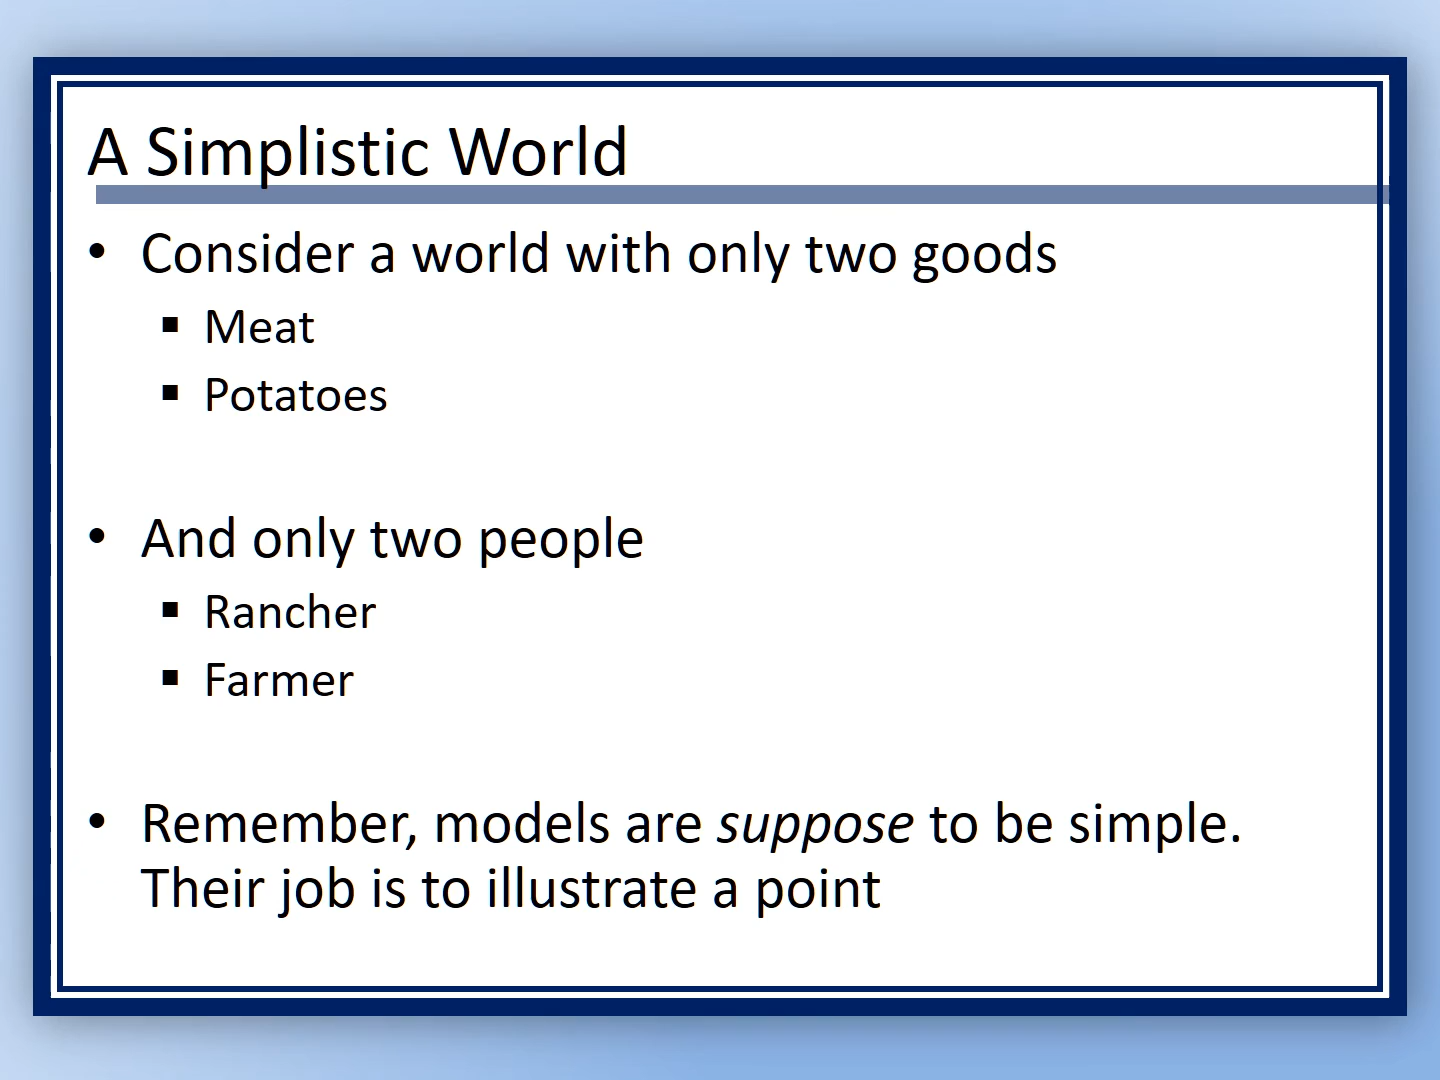 A Simplistic World
• Consider a world with only two goods
▪ Meat
▪ Potatoes
• And only two people
▪ Rancher
▪ Farmer
• Remember, models are suppose to be simple.
Their job is to illustrate a point